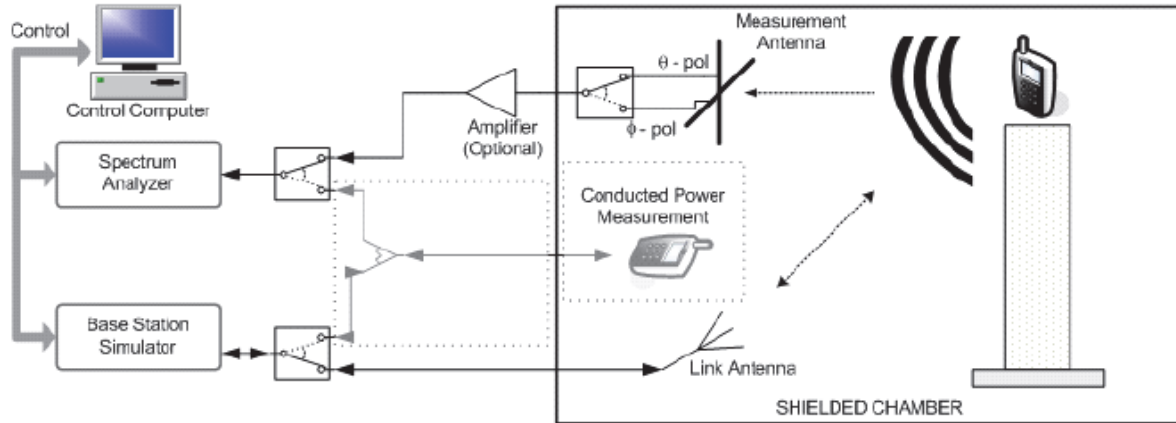 Control
Control Computer
Spectrum
Analyzer
Base Station
Simulator
Amplifier
(Optional)
θ - pol
ϕ - pol
Measurement
Antenna
Conducted Power
Measurement
Link Antenna
SHIELDED CHAMBER